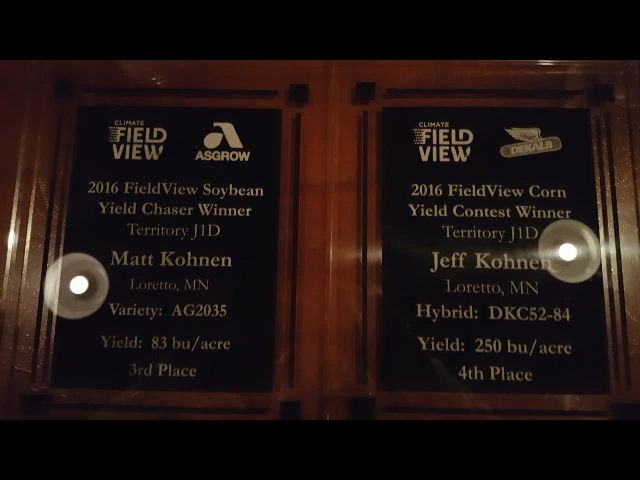 CLIMATE
FIELD
VIEW
ASGROW
2016 FieldView Soybean
Yield Chaser Winner
Territory J1D
Matt Kohnen
Loretto, MN
Variety: AG2035
Yield: 83 bu/acre
3rd Place
CLIMATE
FIELD
VIEW
DEKALB
2016 FieldView Corn
Yield Contest Winner
Territory J1D
Jeff Kohnen
Loretto, MN
Hybrid: DKC52-84
Yield: 250 bu/acre
4th Place